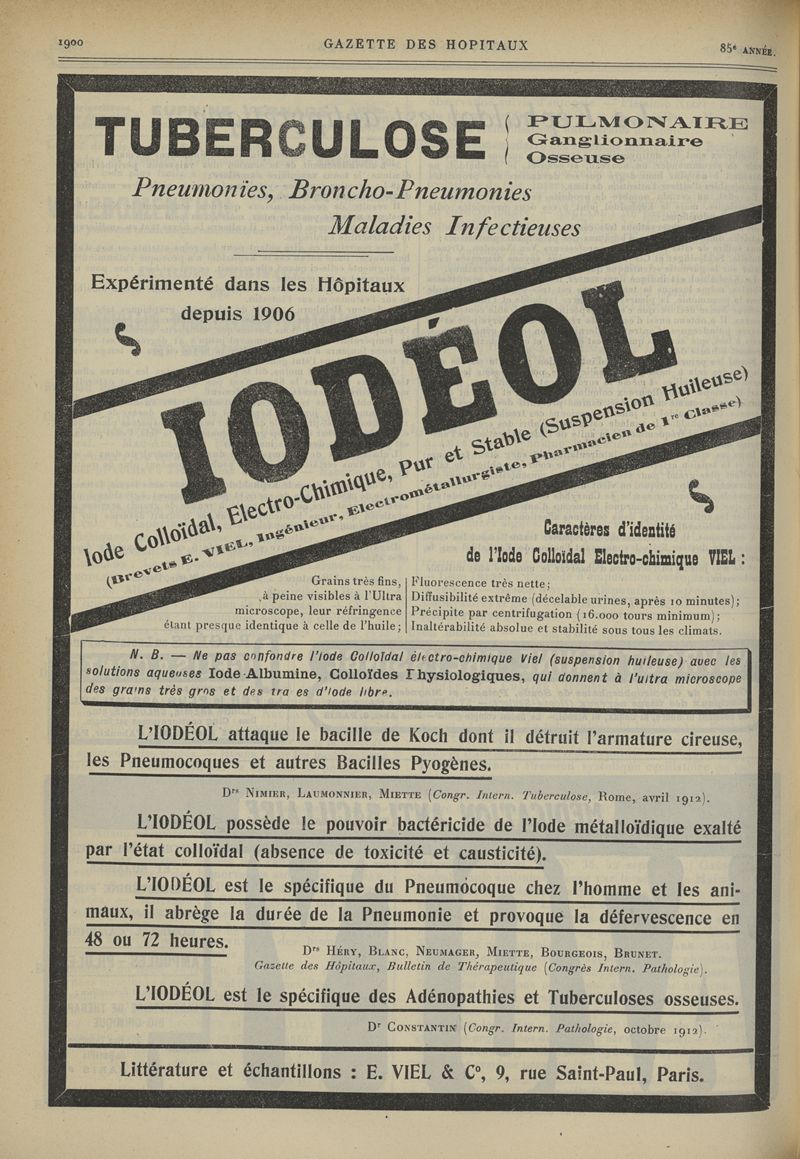 1900
GAZETTE DES HOPITAUX
85e ANNÉE.
TUBERCULOSE
PULMONAIRE
Ganglionnaire
Osseuse
Pneumonies, Broncho-Pneumonies
Maladies Infectieuses
Expérimenté dans les Hôpitaux
depuis 1906
IODÉOL
Iode Colloïdal, Electro-Chimique, Pur et Stable (Suspension Huileuse)
(Brevets E. VIEL, Ingénieur, Electrométallurgiste, Pharmacien de 1re Classe)
Caractères d'identité
de l'Iode Colloïdal Electro-chimique VIEL :
Grains très fins,
à peine visibles à l'Ultra
microscope, leur réfringence
étant presque identique à celle de l'huile;
Fluorescence très nette;
Diffusibilité extrême (décelable urines, après 10 minutes);
Précipite par centrifugation (16.000 tours minimum);
Inaltérabilité absolue et stabilité sous tous les climats.
N. B. — Ne pas confondre l'iode Colloïdal électro-chimique Viel (suspension huileuse) avec les
solutions aqueuses Iode-Albumine, Colloïdes Physiologiques, qui donnent à l'ultra microscope
des grains très gros et des tra es d'iode libre.
L'IODÉOL attaque le bacille de Koch dont il détruit l'armature cireuse,
les Pneumocoques et autres Bacilles Pyogènes.
Drs NIMIER, LAUMONNIER, MIETTE (Congr. Intern. Tuberculose, Rome, avril 1912).
L'IODÉOL possède le pouvoir bactéricide de l'Iode métalloïdique exalté
par l'état colloïdal (absence de toxicité et causticité).
L'IODÉOL est le spécifique du Pneumocoque chez l'homme et les ani-
maux, il abrège la durée de la Pneumonie et provoque la défervescence en
48 ou 72 heures.
Drs HÉRY, BLANC, NEUMAGER, MIETTE, BOURGEOIS, BRUNET.
Gazette des Hôpitaux, Bulletin de Thérapeutique (Congrès Intern. Pathologie).
L'IODÉOL est le spécifique des Adénopathies et Tuberculoses osseuses.
Dr CONSTANTIN (Congr. Intern. Pathologie, octobre 1912).
Littérature et échantillons : E. VIEL & Co, 9, rue Saint-Paul, Paris.